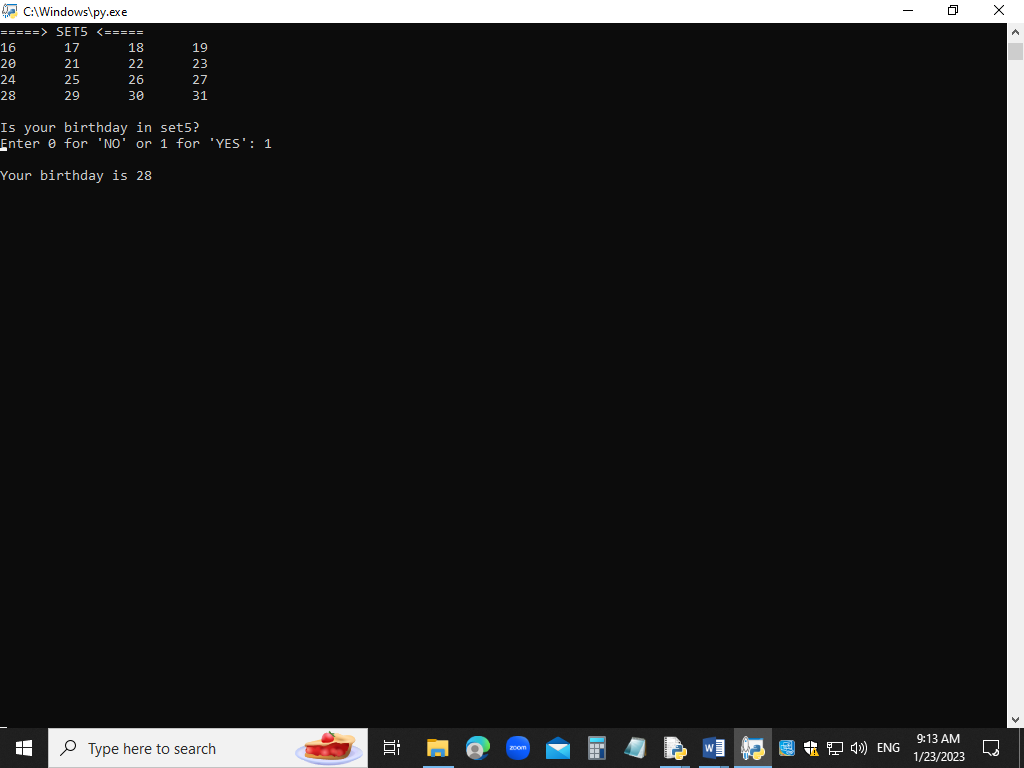 C:\Windows\py.exe
=====> SET5 <=====
16 17 18 19
20 21 22 23
24 25 26 27
28 29 30 31
Is your birthday in set5?
Enter 0 for 'NO' or 1 for 'YES': 1
Your birthday is 28
Type here to search
zoom
W
ENG
9:13 AM
1/23/2023